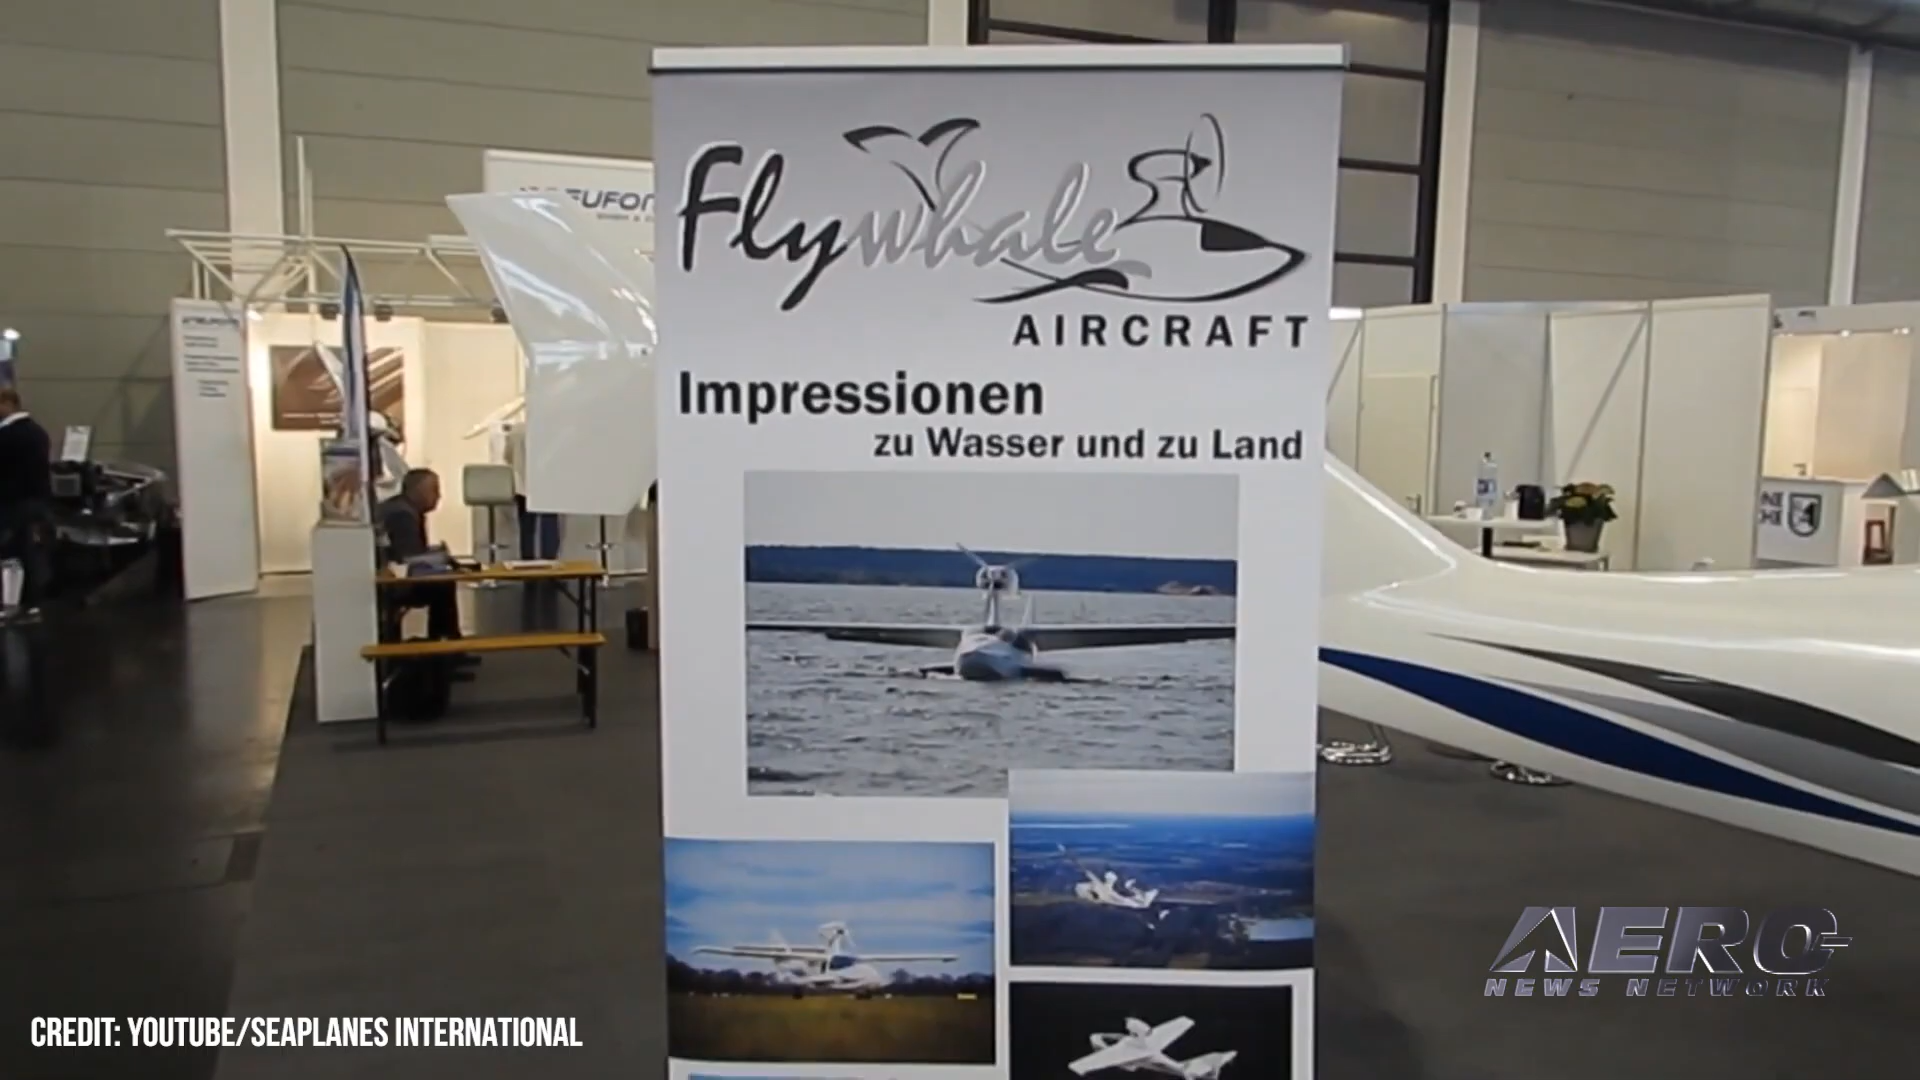 Flywhale
AIRCRAFT
Impressionen
zu Wasser und zu Land
CREDIT: YOUTUBE/SEAPLANES INTERNATIONAL
AERO
NEWS NETWORK